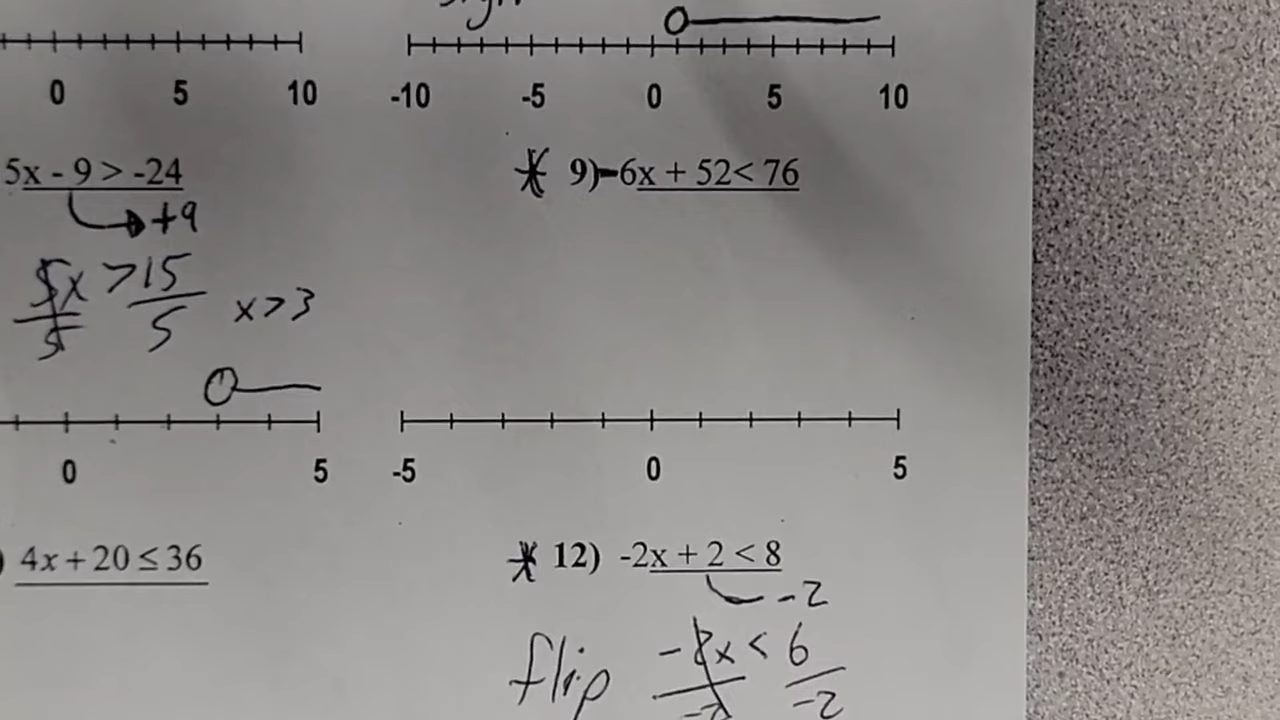 0 5 10
-10 -5 0 5 10
5x - 9 > -24
+9
5x > 15
5 5
x > 3
0 5
* 9) -6x + 52 < 76
-5 0 5
4x + 20 ≤ 36
* 12) -2x + 2 < 8
-2
flip -2x < 6
-2 -2